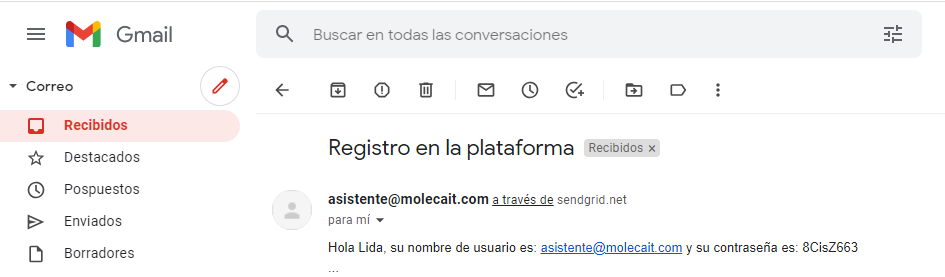 Gmail
Buscar en todas las conversaciones
Correo
Recibidos
Destacados
Pospuestos
Enviados
Borradores
Registro en la plataforma Recibidos ×
asistente@molecait.com a través de sendgrid.net
para mí
Hola Lida, su nombre de usuario es: asistente@molecait.com y su contraseña es: 8CisZ663
...